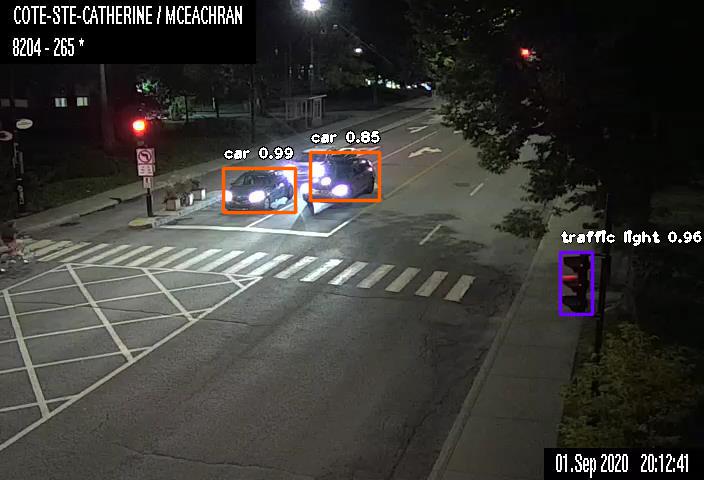 COTE-STE-CATHERINE / MCEACHRAN
8204 - 265 *
car 0.99
car 0.85
traffic light 0.96
01.Sep 2020 20:12:41